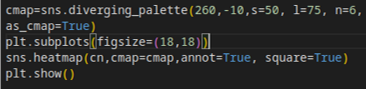 cmap=sns.diverging_palette(260,-10,s=50, l=75, n=6,
as_cmap=True)
plt.subplots(figsize=(18,18))
sns.heatmap(cn,cmap=cmap,annot=True, square=True)
plt.show()